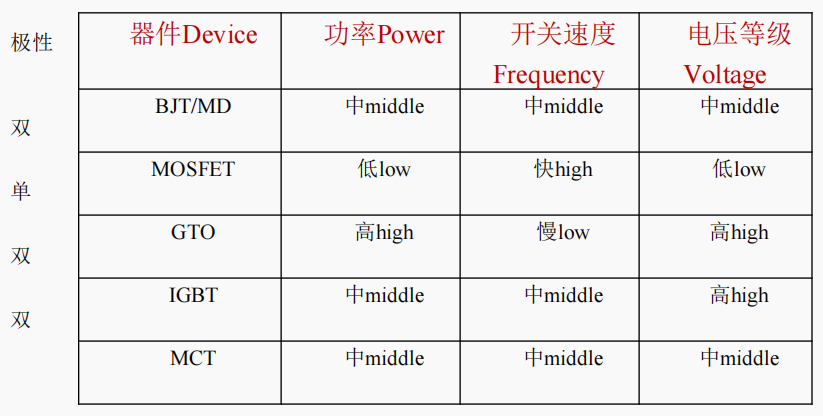 极性 器件Device 功率Power 开关速度 Frequency 电压等级 Voltage
双 BJT/MD 中middle 中middle 中middle
单 MOSFET 低low 快high 低low
双 GTO 高high 慢low 高high
双 IGBT 中middle 中middle 高high
MCT 中middle 中middle 中middle